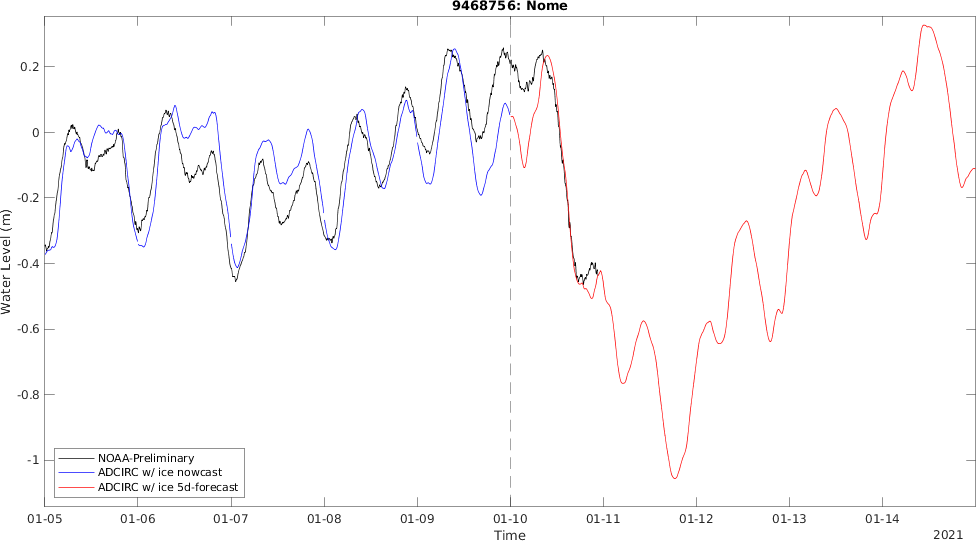 9468756: Nome
0.2
0
-0.2
-0.4
-0.6
-0.8
-1
Water Level (m)
NOAA-Preliminary
ADCIRC w/ ice nowcast
ADCIRC w/ ice 5d-forecast
01-05 01-06 01-07 01-08 01-09 01-10 01-11 01-12 01-13 01-14
Time
2021